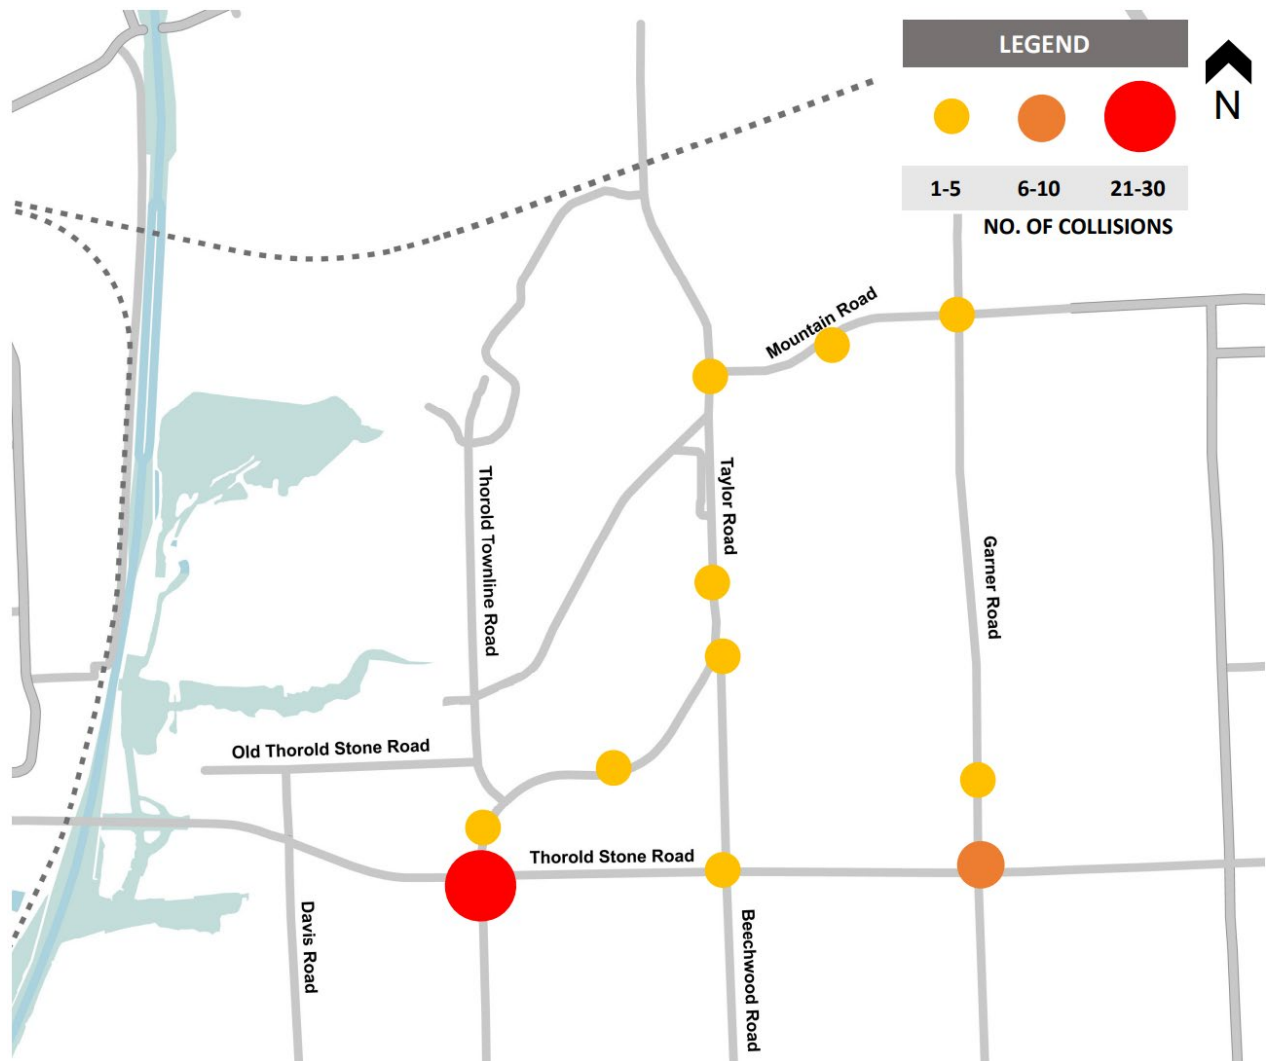 LEGEND
N
1-5 6-10 21-30
NO. OF COLLISIONS
Mountain Road
Taylor Road
Thorold Townline Road
Garner Road
Old Thorold Stone Road
Thorold Stone Road
Davis Road
Beechwood Road